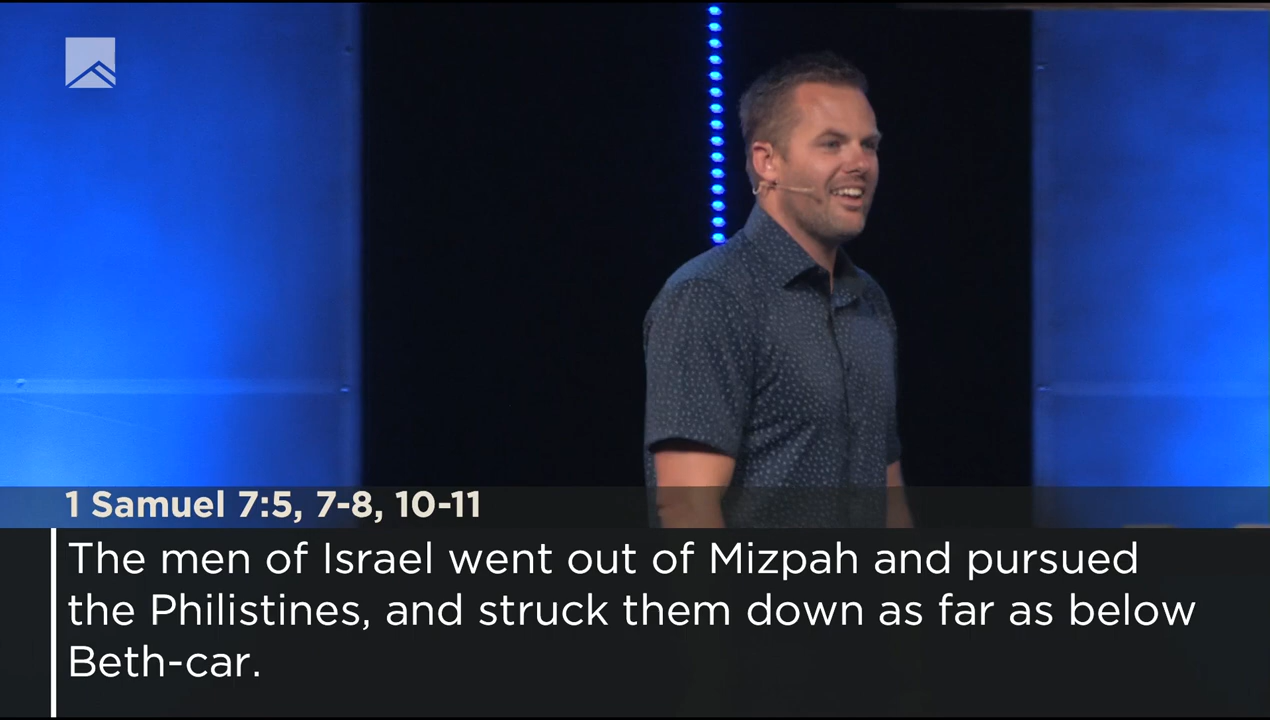 1 Samuel 7:5, 7-8, 10-11
The men of Israel went out of Mizpah and pursued
the Philistines, and struck them down as far as below
Beth-car.